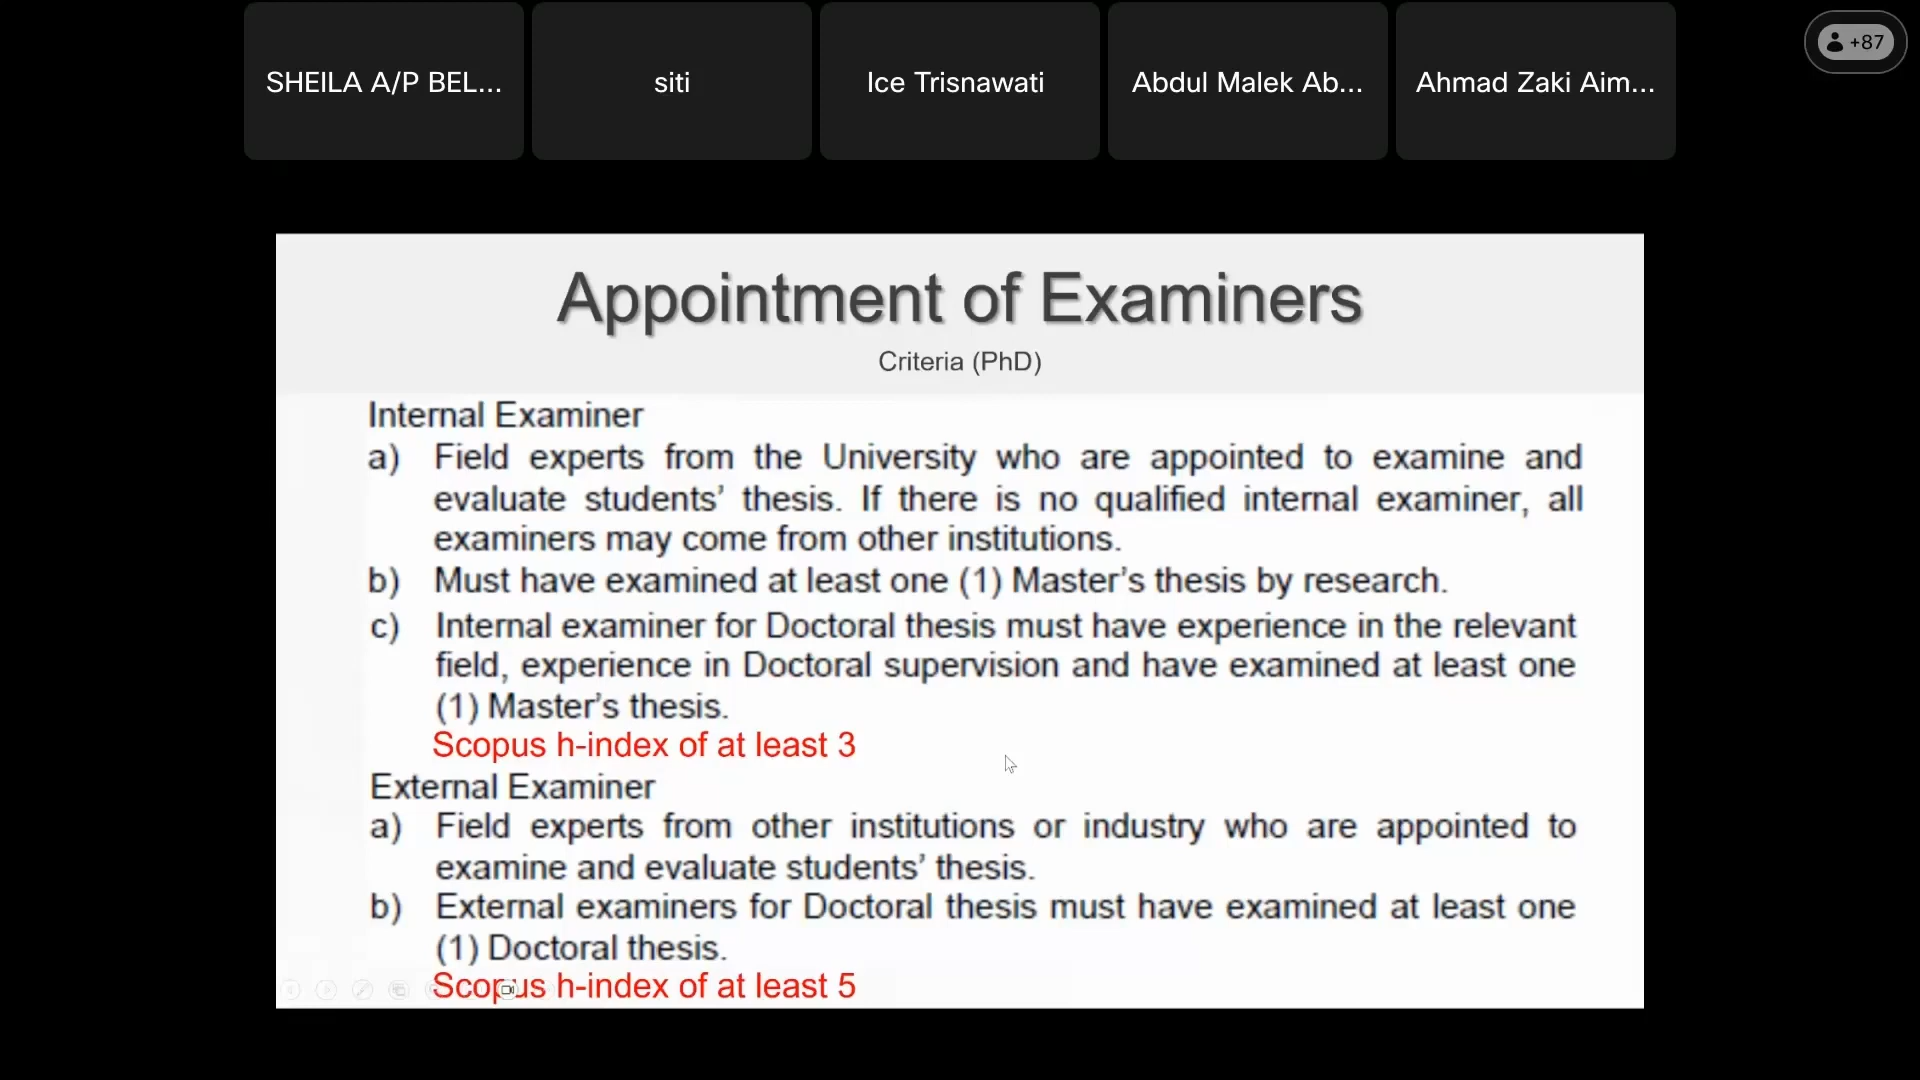 SHEILA A/P BEL...
siti
Ice Trisnawati
Abdul Malek Ab...
Ahmad Zaki Aim...
+87
Appointment of Examiners
Criteria (PhD)
Internal Examiner
a) Field experts from the University who are appointed to examine and
evaluate students’ thesis. If there is no qualified internal examiner, all
examiners may come from other institutions.
b) Must have examined at least one (1) Master’s thesis by research.
c) Internal examiner for Doctoral thesis must have experience in the relevant
field, experience in Doctoral supervision and have examined at least one
(1) Master’s thesis.
Scopus h-index of at least 3
External Examiner
a) Field experts from other institutions or industry who are appointed to
examine and evaluate students’ thesis.
b) External examiners for Doctoral thesis must have examined at least one
(1) Doctoral thesis.
Scopus h-index of at least 5